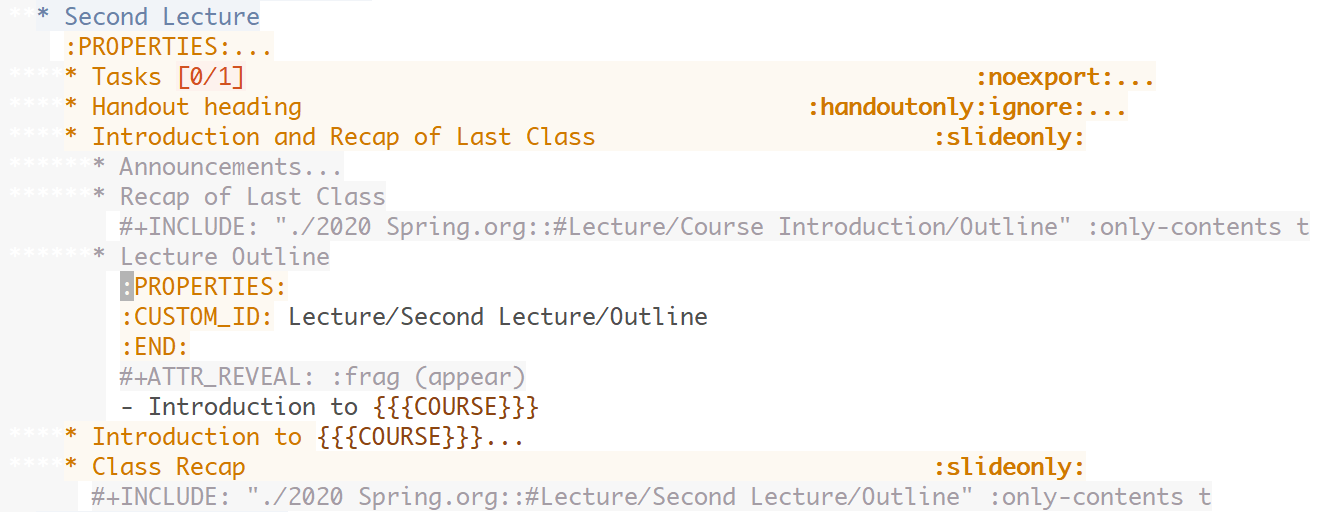 *** Second Lecture
:PROPERTIES:...
***** Tasks [0/1] :noexport:...
***** Handout heading :handoutonly:ignore:...
***** Introduction and Recap of Last Class :slideonly:
******* Announcements...
******* Recap of Last Class
#+INCLUDE: "./2020 Spring.org::#Lecture/Course Introduction/Outline" :only-contents t
******* Lecture Outline
:PROPERTIES:
:CUSTOM_ID: Lecture/Second Lecture/Outline
:END:
#+ATTR_REVEAL: :frag (appear)
- Introduction to {{{COURSE}}}
***** Introduction to {{{COURSE}}}...
***** Class Recap :slideonly:
#+INCLUDE: "./2020 Spring.org::#Lecture/Second Lecture/Outline" :only-contents t